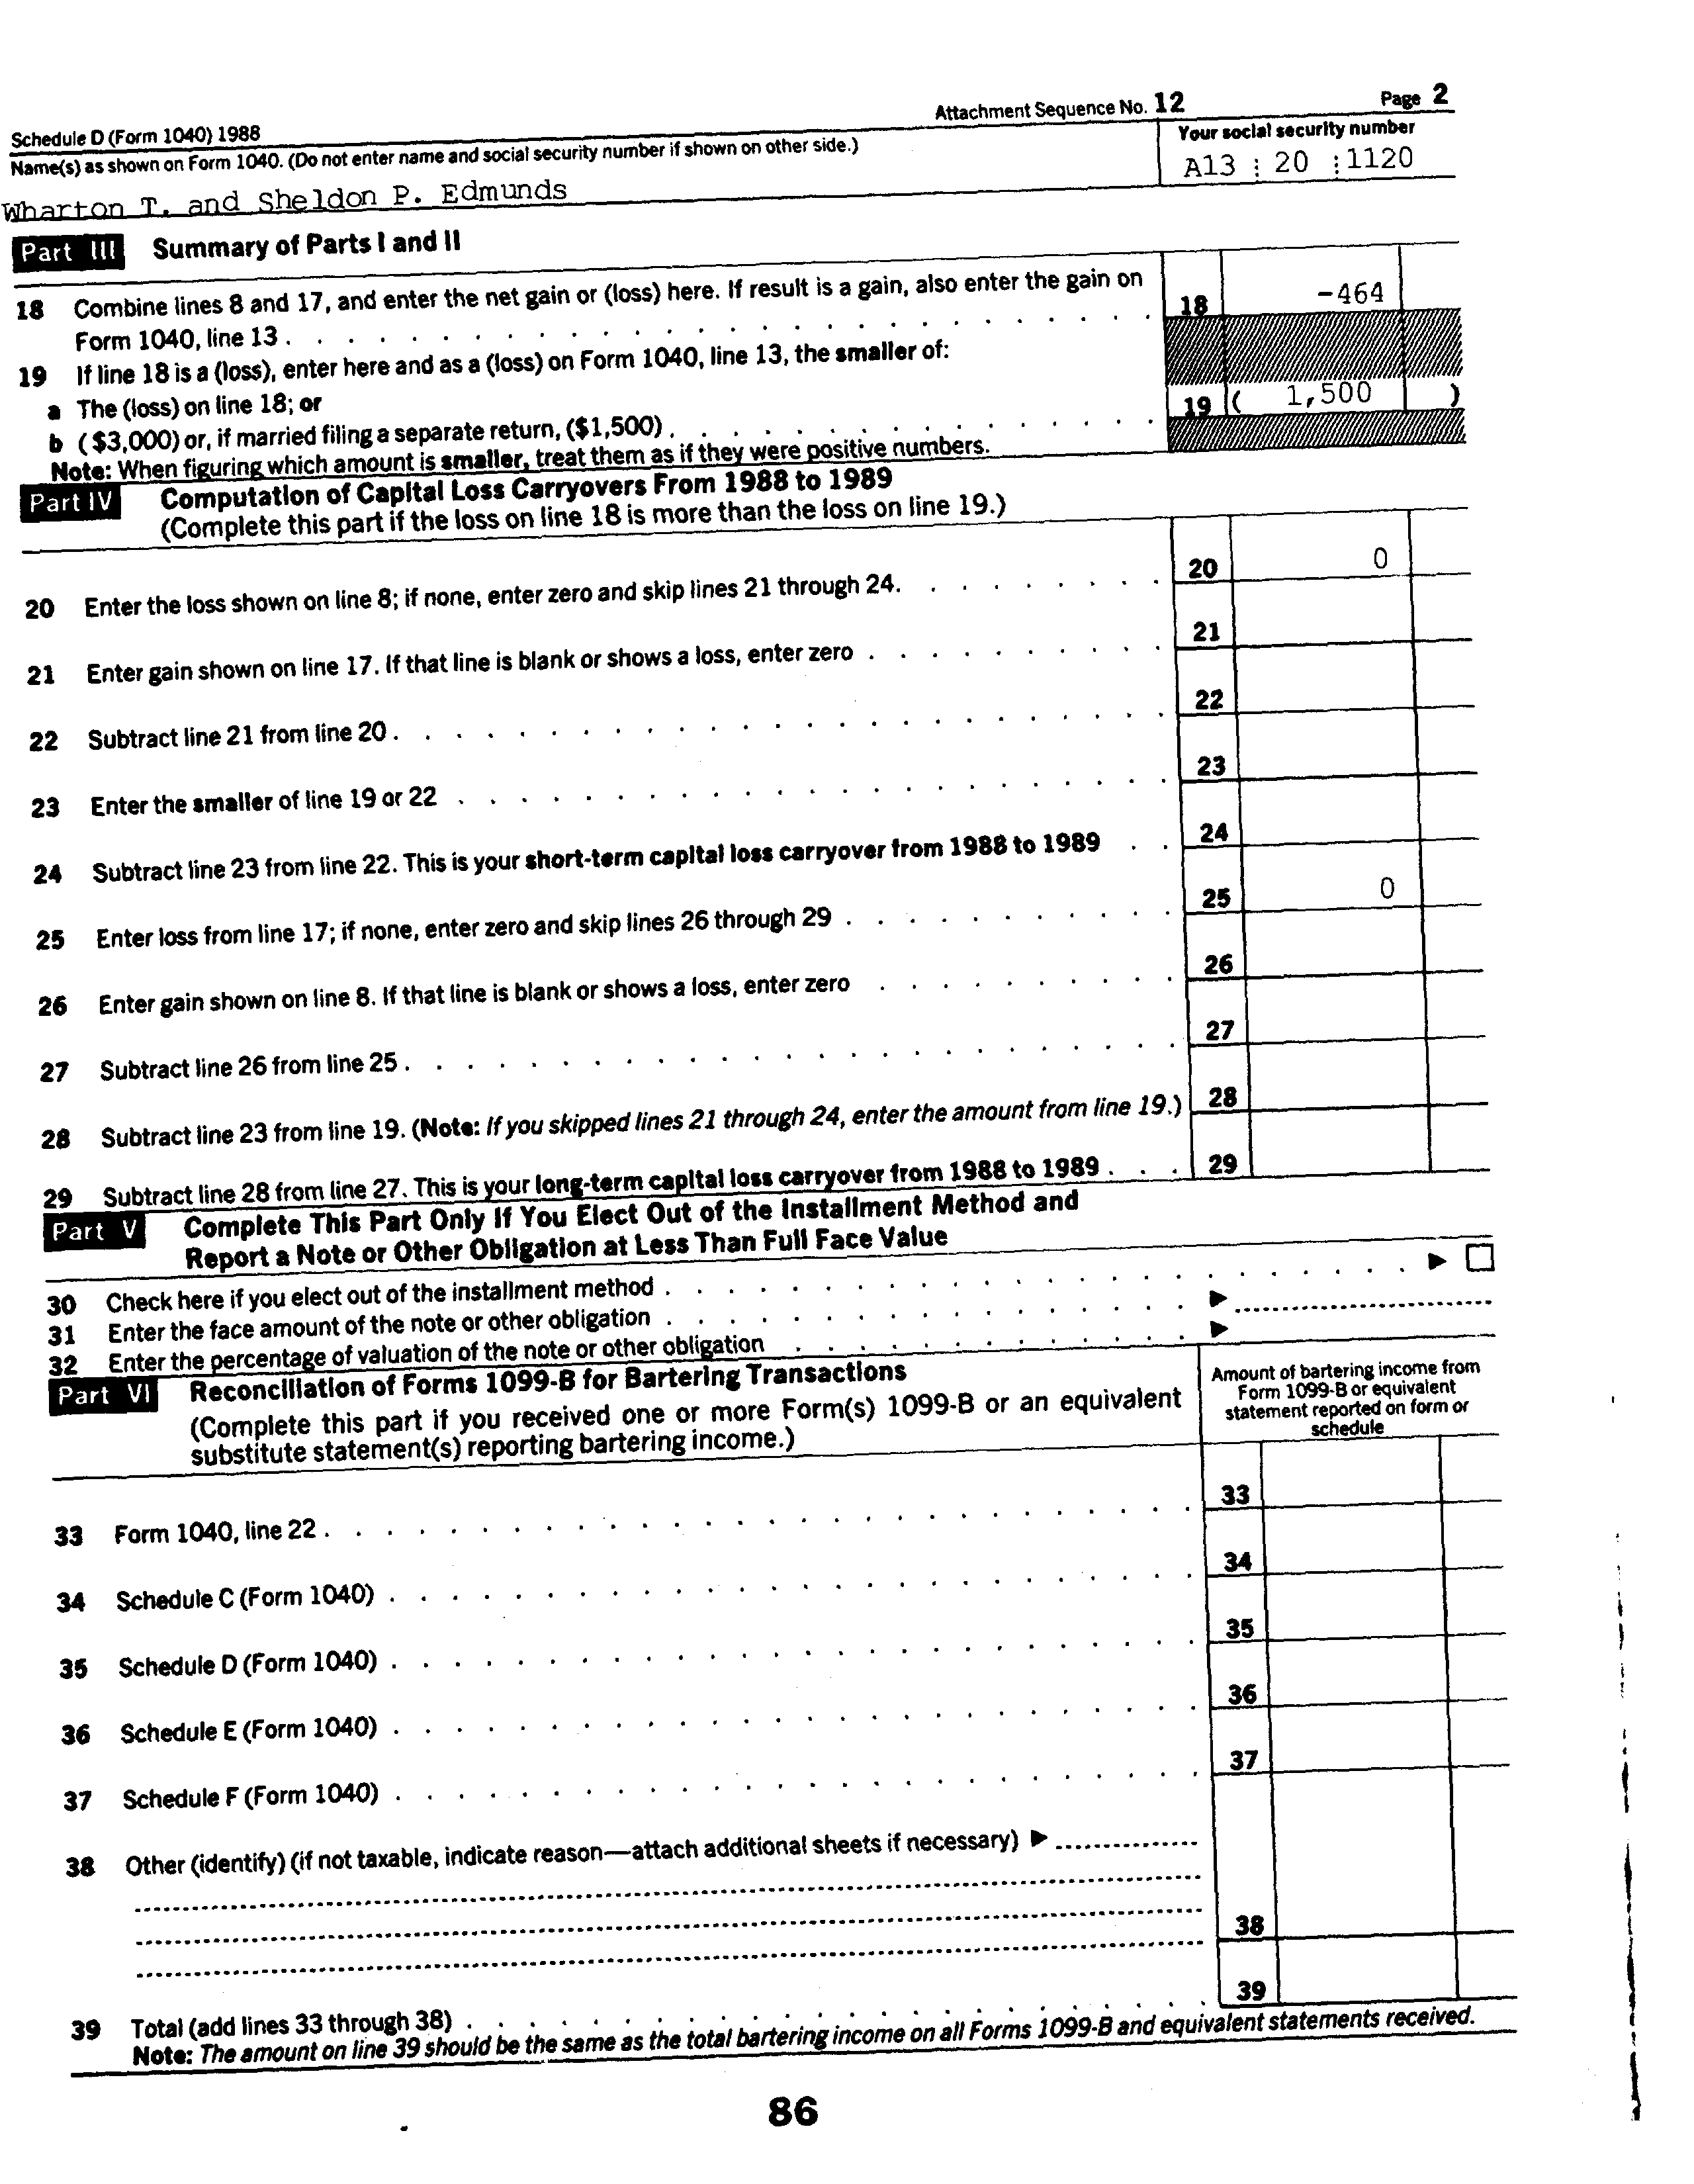 Schedule D (Form 1040) 1988 Attachment Sequence No. 12 Page 2
Name(s) as shown on Form 1040. (Do not enter name and social security number if shown on other side.) Your social security number
Wharton T. and Sheldon P. Edmunds A13 20 1120
Part III Summary of Parts I and II
18 Combine lines 8 and 17, and enter the net gain or (loss) here. If result is a gain, also enter the gain on
Form 1040, line 13 . . . 18 -464
19 If line 18 is a (loss), enter here and as a (loss) on Form 1040, line 13, the smaller of:
a The (loss) on line 18; or
b ($3,000) or, if married filing a separate return, ($1,500) . . . 19 ( 1,500 )
Note: When figuring which amount is smaller, treat them as if they were positive numbers.
Part IV Computation of Capital Loss Carryovers From 1988 to 1989
(Complete this part if the loss on line 18 is more than the loss on line 19.)
20 Enter the loss shown on line 8; if none, enter zero and skip lines 21 through 24. . . . 20 0
21 Enter gain shown on line 17. If that line is blank or shows a loss, enter zero . . . 21
22 Subtract line 21 from line 20 . . . 22
23 Enter the smaller of line 19 or 22 . . . 23
24 Subtract line 23 from line 22. This is your short-term capital loss carryover from 1988 to 1989 . . 24
25 Enter loss from line 17; if none, enter zero and skip lines 26 through 29 . . . 25 0
26 Enter gain shown on line 8. If that line is blank or shows a loss, enter zero . . . 26
27 Subtract line 26 from line 25 . . . 27
28 Subtract line 23 from line 19. (Note: If you skipped lines 21 through 24, enter the amount from line 19.) 28
29 Subtract line 28 from line 27. This is your long-term capital loss carryover from 1988 to 1989 . . . 29
Part V Complete This Part Only If You Elect Out of the Installment Method and
Report a Note or Other Obligation at Less Than Full Face Value
30 Check here if you elect out of the installment method . . . ▶ ☐
31 Enter the face amount of the note or other obligation . . . ▶
32 Enter the percentage of valuation of the note or other obligation . . . ▶
Part VI Reconciliation of Forms 1099-B for Bartering Transactions
(Complete this part if you received one or more Form(s) 1099-B or an equivalent
substitute statement(s) reporting bartering income.)
Amount of bartering income from
Form 1099-B or equivalent
statement reported on form or
schedule
33 Form 1040, line 22 . . . 33
34 Schedule C (Form 1040) . . . 34
35 Schedule D (Form 1040) . . . 35
36 Schedule E (Form 1040) . . . 36
37 Schedule F (Form 1040) . . . 37
38 Other (identify) (if not taxable, indicate reason—attach additional sheets if necessary) ▶
38
39 Total (add lines 33 through 38) . . . 39
Note: The amount on line 39 should be the same as the total bartering income on all Forms 1099-B and equivalent statements received.
86